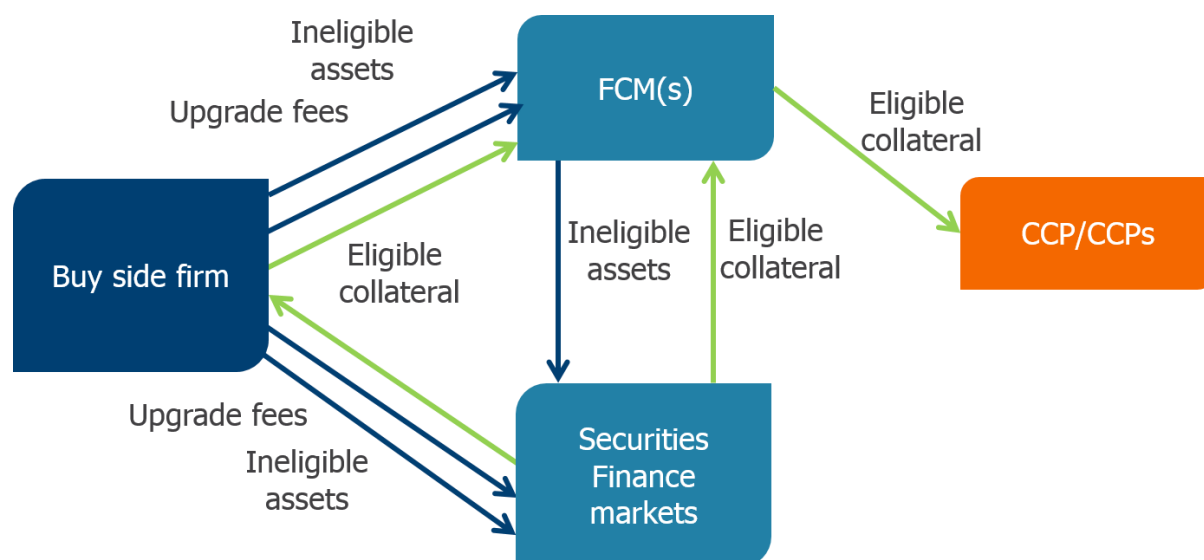 Ineligible
assets
Upgrade fees
FCM(s)
Eligible
collateral
Buy side firm
Eligible
collateral
Ineligible
assets
Eligible
collateral
CCP/CCPs
Upgrade fees
Ineligible
assets
Securities
Finance
markets